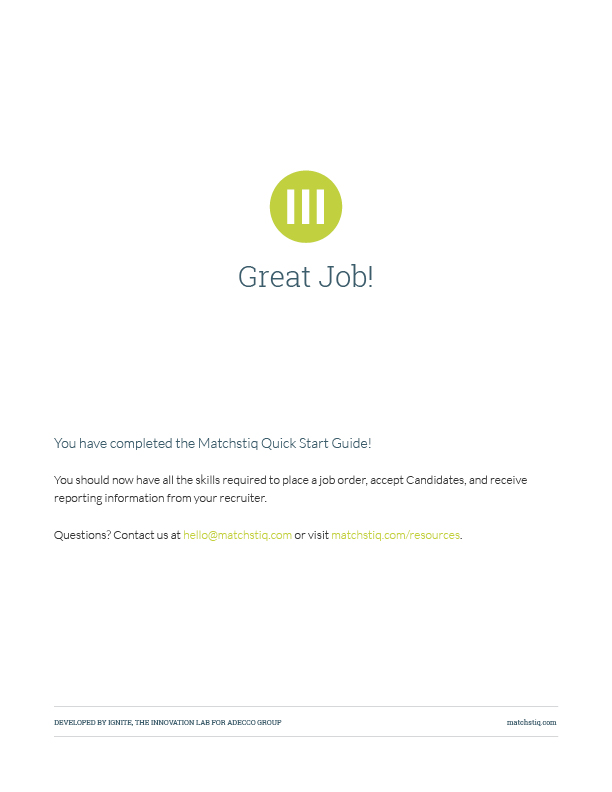 Great Job!
You have completed the Matchstiq Quick Start Guide!
You should now have all the skills required to place a job order, accept Candidates, and receive
reporting information from your recruiter.
Questions? Contact us at hello@matchstiq.com or visit matchstiq.com/resources.
DEVELOPED BY IGNITE, THE INNOVATION LAB FOR ADECCO GROUP
matchstiq.com